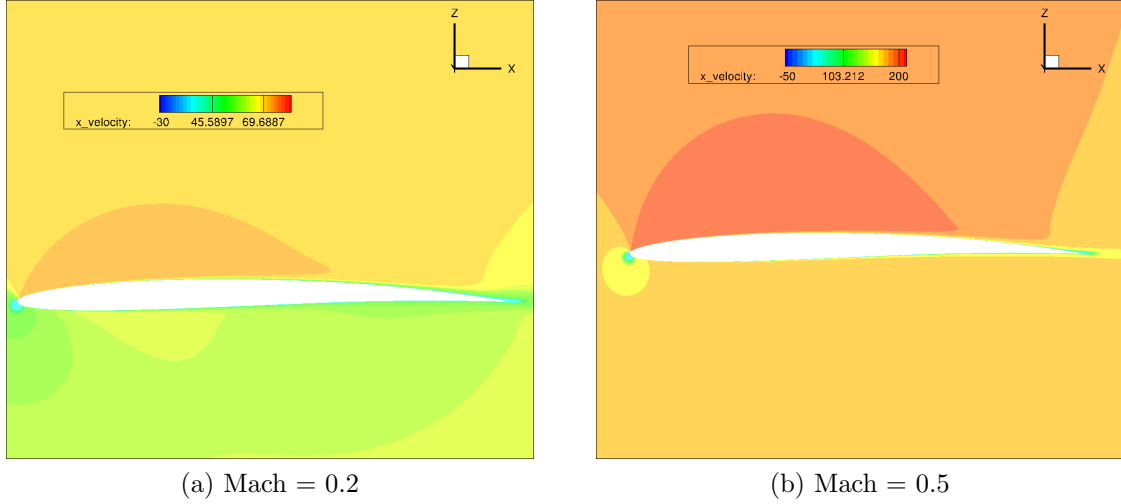 Z
X
Y
x_velocity: -30 45.5897 69.6887
(a) Mach = 0.2
Z
X
Y
x_velocity: -50 103.212 200
(b) Mach = 0.5